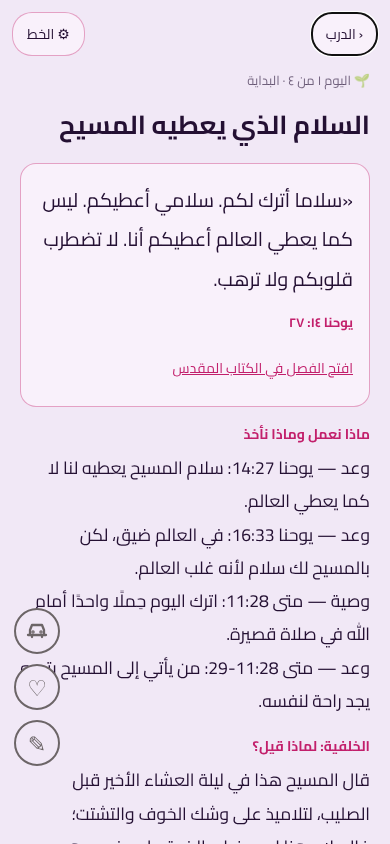 ‹ الدرب
⚙ الخط
🌱 اليوم ١ من ٤ · البداية
السلام الذي يعطيه المسيح
«سلاما أترك لكم. سلامي أعطيكم. ليس
كما يعطي العالم أعطيكم أنا. لا تضطرب
قلوبكم ولا ترهب.
يوحنا ١٤: ٢٧
افتح الفصل في الكتاب المقدس
ماذا نعمل وماذا نأخذ
وعد — يوحنا 14:27: سلام المسيح يعطيه لنا لا
كما يعطي العالم.
وعد — يوحنا 16:33: في العالم ضيق، لكن
بالمسيح لك سلام لأنه غلب العالم.
وصية — متى 11:28: اترك اليوم حِملًا واحدًا أمام
الله في صلاة قصيرة.
وعد — متى 11:28-29: من يأتي إلى المسيح
يجد راحة لنفسه.
الخلفية: لماذا قيل؟
قال المسيح هذا في ليلة العشاء الأخير قبل
الصليب، لتلاميذ على وشك الخوف والتشتت؛